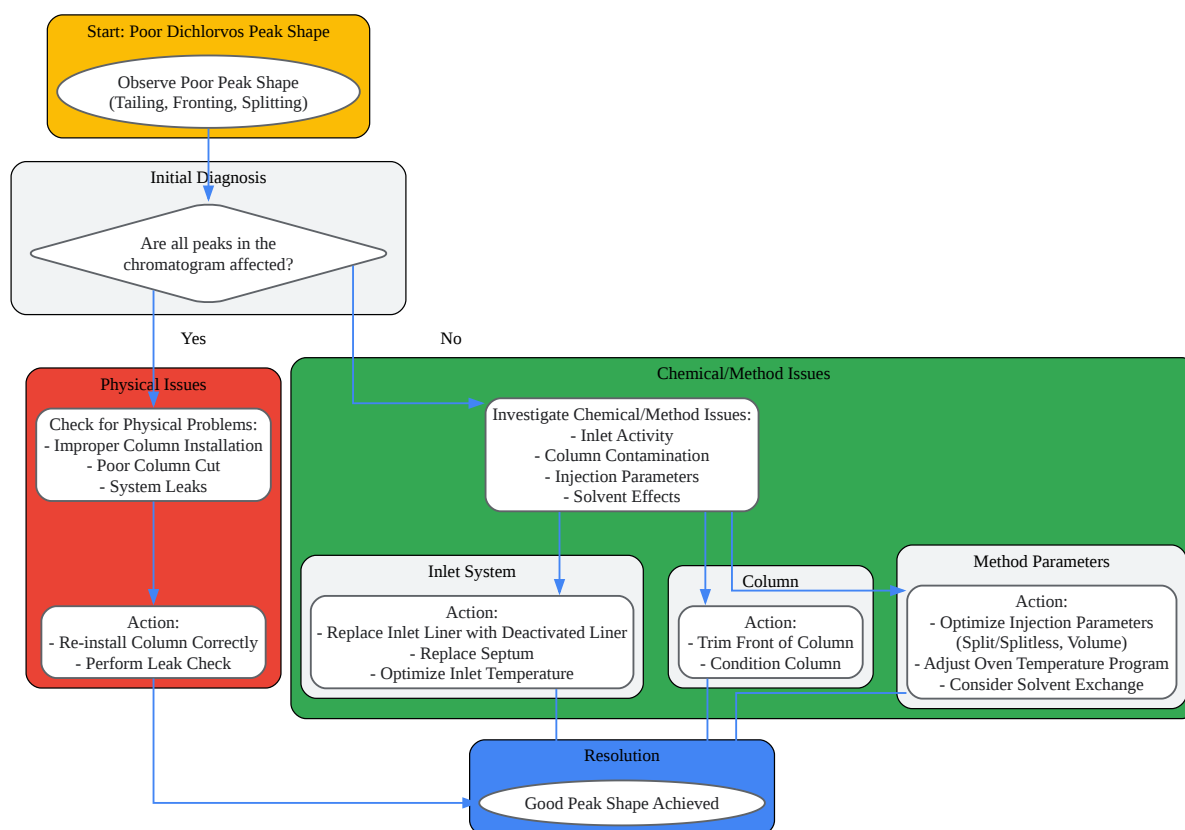 Start: Poor Dichlorvos Peak Shape
Observe Poor Peak Shape
(Tailing, Fronting, Splitting)
Initial Diagnosis
Are all peaks in the
chromatogram affected?
Yes
No
Physical Issues
Check for Physical Problems:
- Improper Column Installation
- Poor Column Cut
- System Leaks
Action:
- Re-install Column Correctly
- Perform Leak Check
Chemical/Method Issues
Investigate Chemical/Method Issues:
- Inlet Activity
- Column Contamination
- Injection Parameters
- Solvent Effects
Inlet System
Action:
- Replace Inlet Liner with Deactivated Liner
- Replace Septum
- Optimize Inlet Temperature
Column
Action:
- Trim Front of Column
- Condition Column
Method Parameters
Action:
- Optimize Injection Parameters
(Split/Splitless, Volume)
- Adjust Oven Temperature Program
- Consider Solvent Exchange
Resolution
Good Peak Shape Achieved